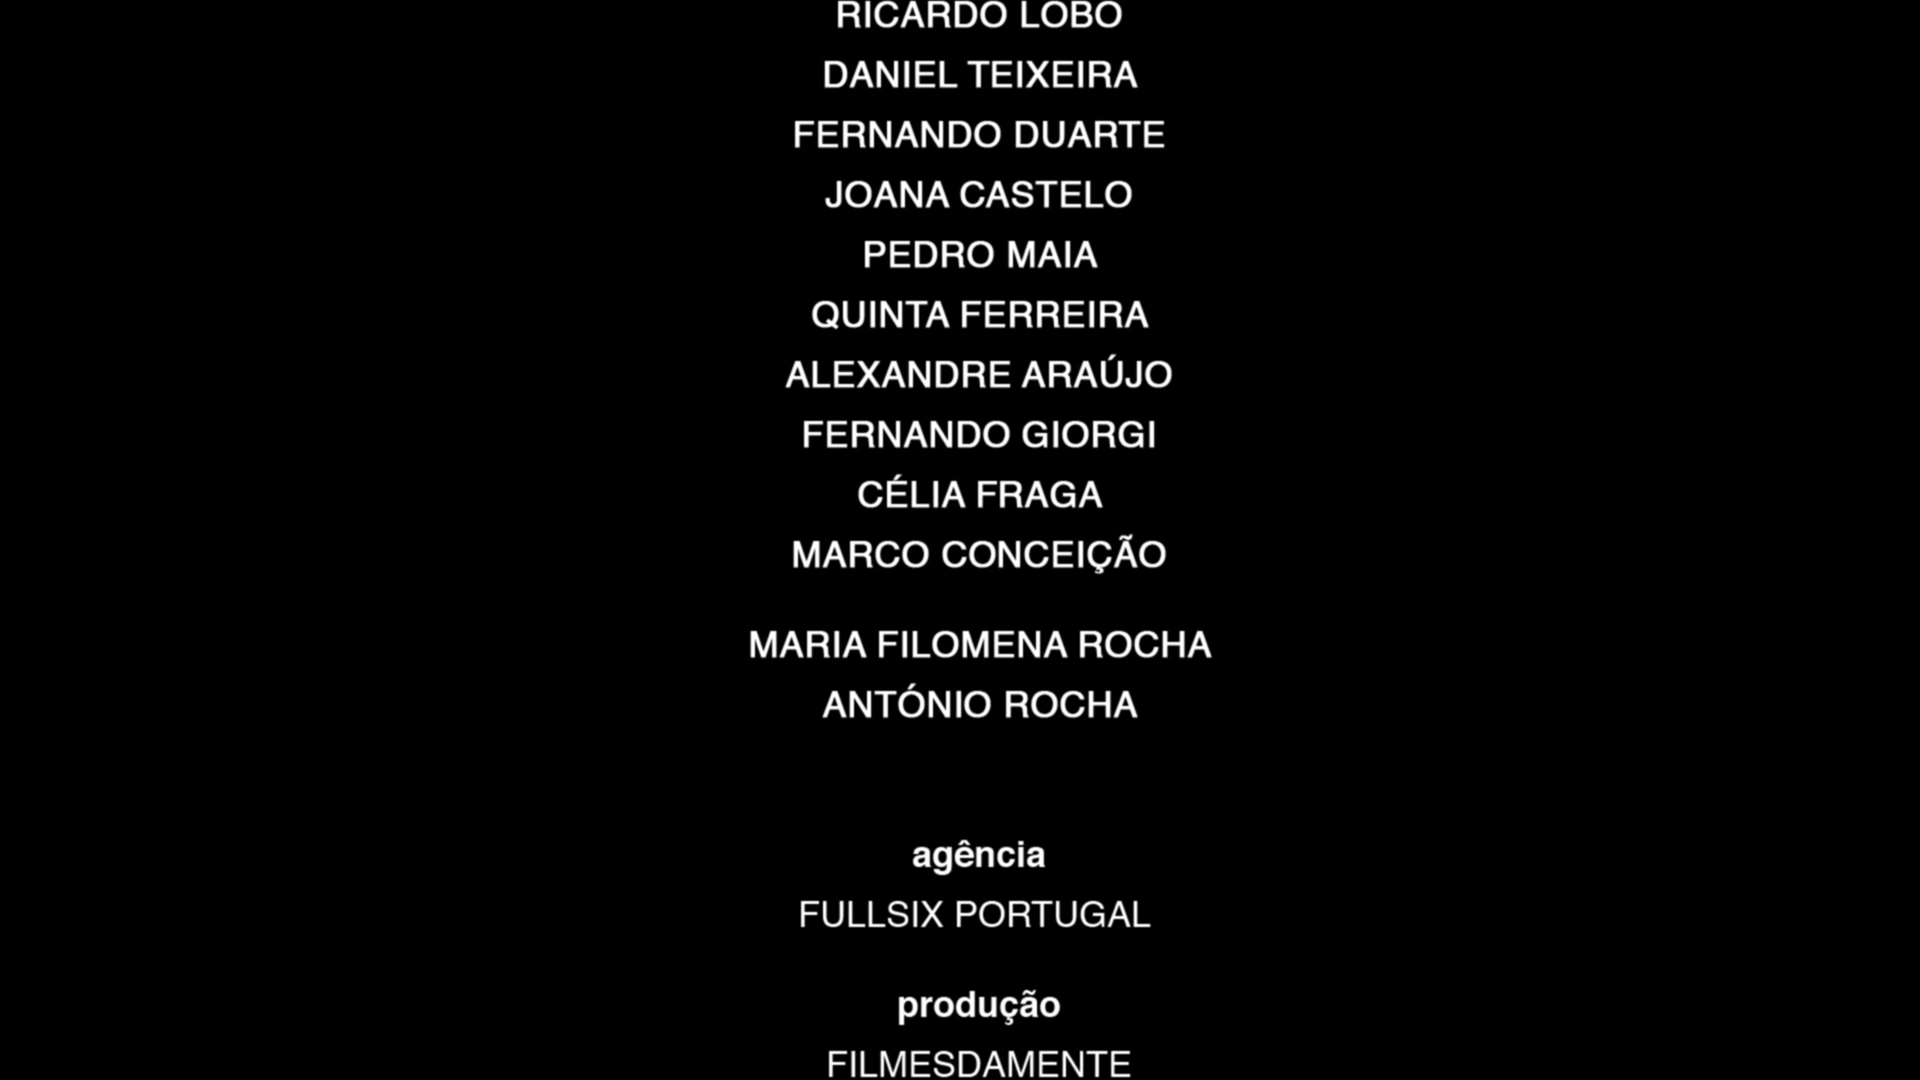 RICARDO LOBO
DANIEL TEIXEIRA
FERNANDO DUARTE
JOANA CASTELO
PEDRO MAIA
QUINTA FERREIRA
ALEXANDRE ARAÚJO
FERNANDO GIORGI
CÉLIA FRAGA
MARCO CONCEIÇÃO
MARIA FILOMENA ROCHA
ANTÓNIO ROCHA
agência
FULLSIX PORTUGAL
produção
FILMESDAMENTE